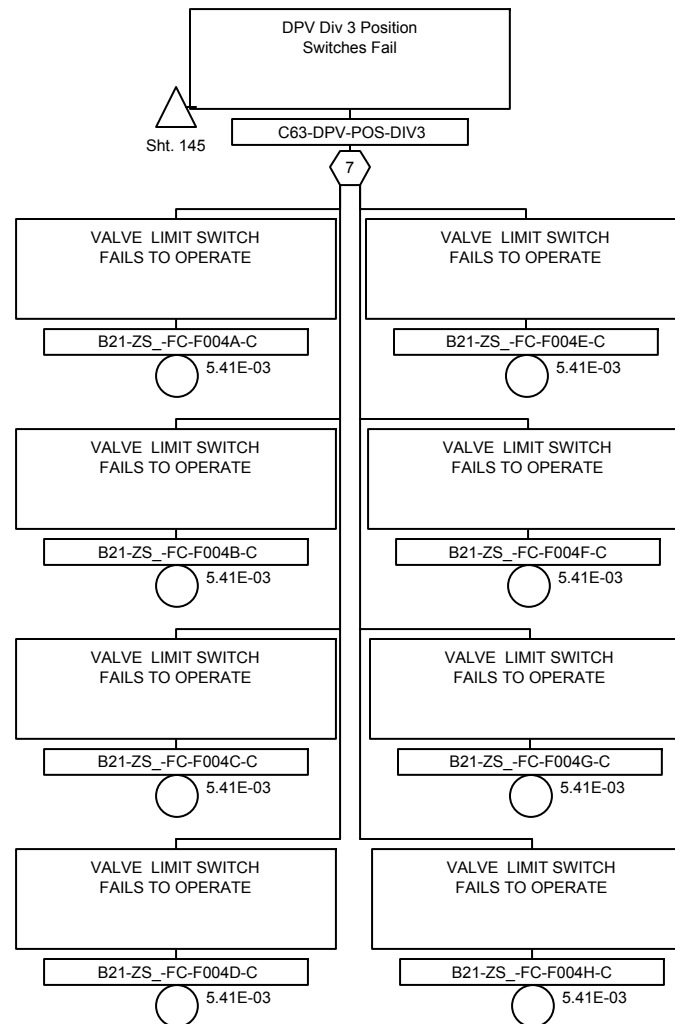 DPV Div 3 Position
Switches Fail
Sht. 145
C63-DPV-POS-DIV3
7
VALVE LIMIT SWITCH
FAILS TO OPERATE
B21-ZS_-FC-F004A-C
5.41E-03
VALVE LIMIT SWITCH
FAILS TO OPERATE
B21-ZS_-FC-F004E-C
5.41E-03
VALVE LIMIT SWITCH
FAILS TO OPERATE
B21-ZS_-FC-F004B-C
5.41E-03
VALVE LIMIT SWITCH
FAILS TO OPERATE
B21-ZS_-FC-F004F-C
5.41E-03
VALVE LIMIT SWITCH
FAILS TO OPERATE
B21-ZS_-FC-F004C-C
5.41E-03
VALVE LIMIT SWITCH
FAILS TO OPERATE
B21-ZS_-FC-F004G-C
5.41E-03
VALVE LIMIT SWITCH
FAILS TO OPERATE
B21-ZS_-FC-F004D-C
5.41E-03
VALVE LIMIT SWITCH
FAILS TO OPERATE
B21-ZS_-FC-F004H-C
5.41E-03